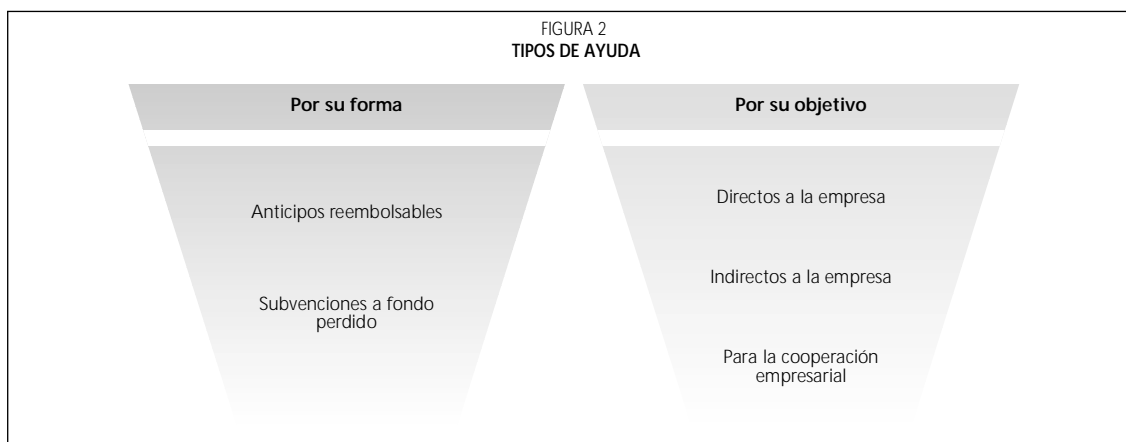 FIGURA 2
TIPOS DE AYUDA
Por su forma
Anticipos reembolsables
Subvenciones a fondo
perdido
Por su objetivo
Directos a la empresa
Indirectos a la empresa
Para la cooperación
empresarial